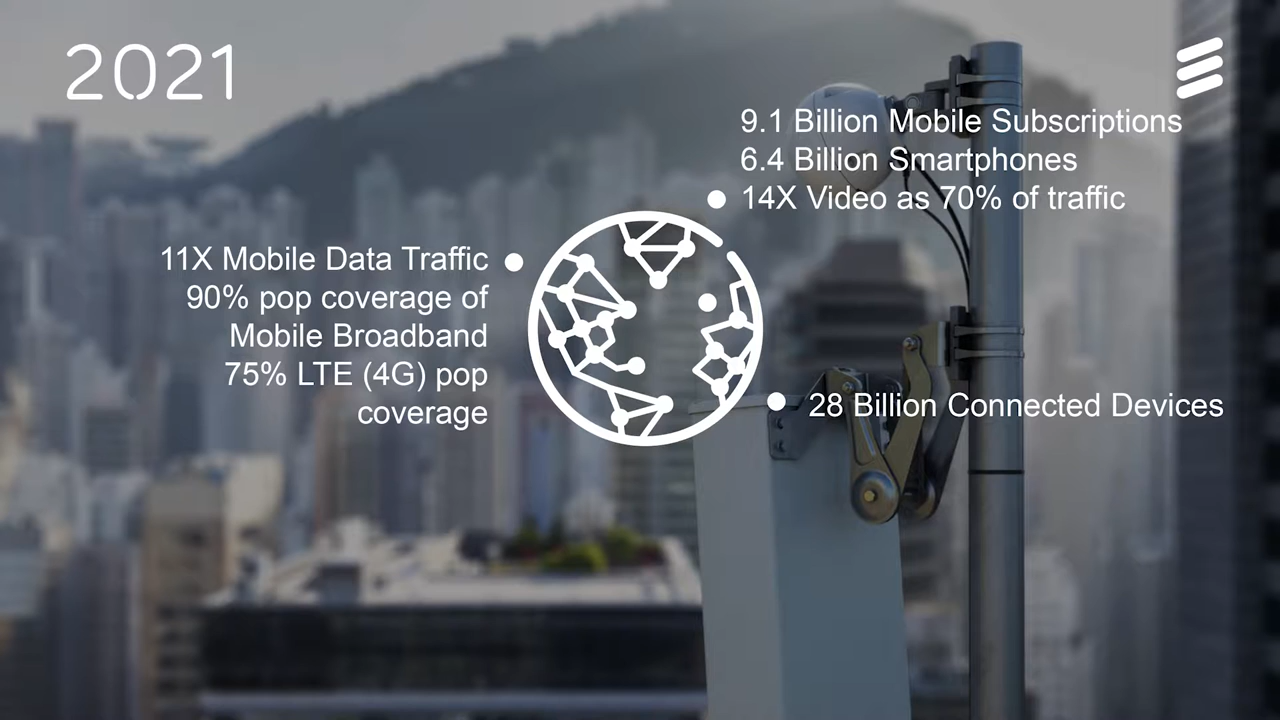 2021
9.1 Billion Mobile Subscriptions
6.4 Billion Smartphones
14X Video as 70% of traffic
11X Mobile Data Traffic
90% pop coverage of
Mobile Broadband
75% LTE (4G) pop
coverage
28 Billion Connected Devices